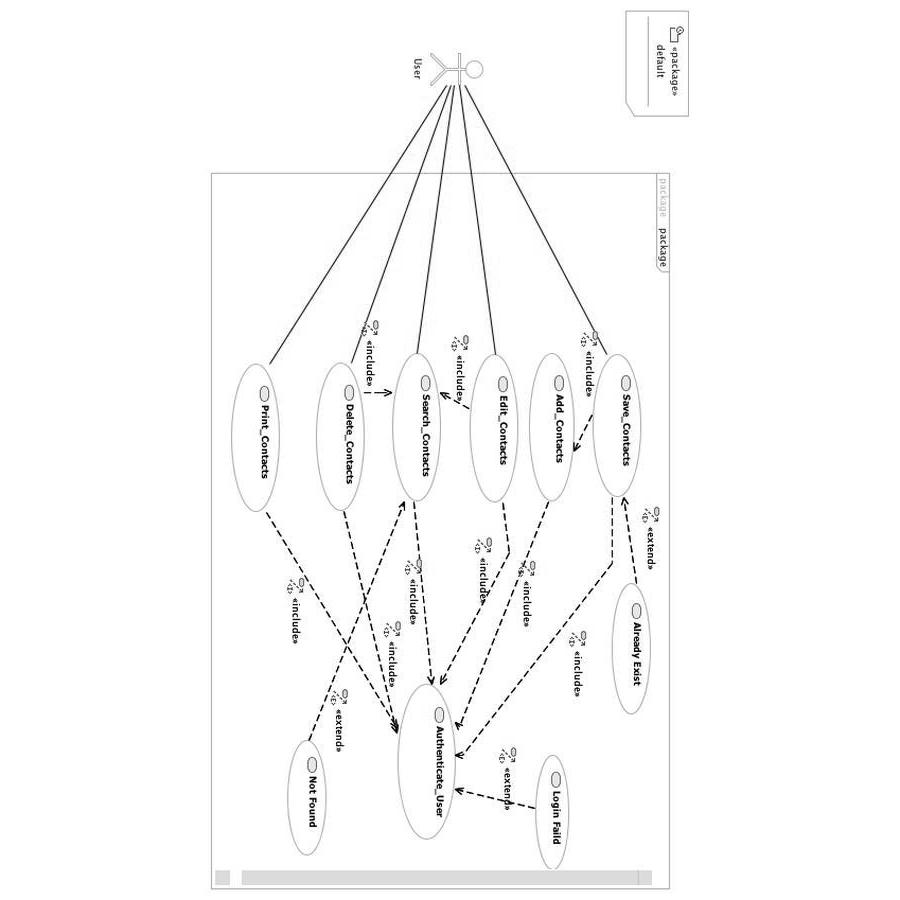 «package»
default
User
package package
«include»
«include»
«include»
Save_Contacts
Add_Contacts
Edit_Contacts
Search_Contacts
Delete_Contacts
Print_Contacts
«extend»
«include»
«include»
«include»
«include»
«include»
«include»
Already Exist
«extend»
«extend»
Authenticate_User
Login Faild
Not Found